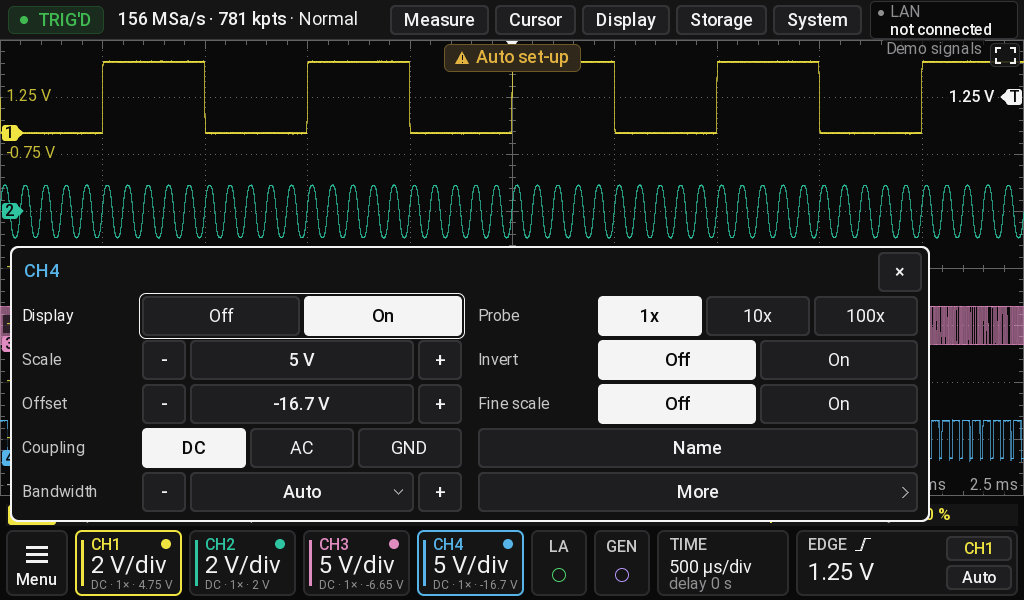 TRIG'D 156 MSa/s · 781 kpts · Normal Measure Cursor Display Storage System LAN
not connected
Demo signals
Auto set-up
1.25 V 1.25 V T
1
-0.75 V
2
CH4 ×
Display Off On Probe 1x 10x 100x
Scale - 5 V + Invert Off On
Offset - -16.7 V + Fine scale Off On
Coupling DC AC GND Name
Bandwidth - Auto + More
ms 2.5 ms
%
Menu
CH1
2 V/div
DC · 1× · 4.75 V
CH2
2 V/div
DC · 1× · 2 V
CH3
5 V/div
DC · 1× · -6.65 V
CH4
5 V/div
DC · 1× · -16.7 V
LA
GEN
TIME
500 µs/div
delay 0 s
EDGE
1.25 V
CH1
Auto